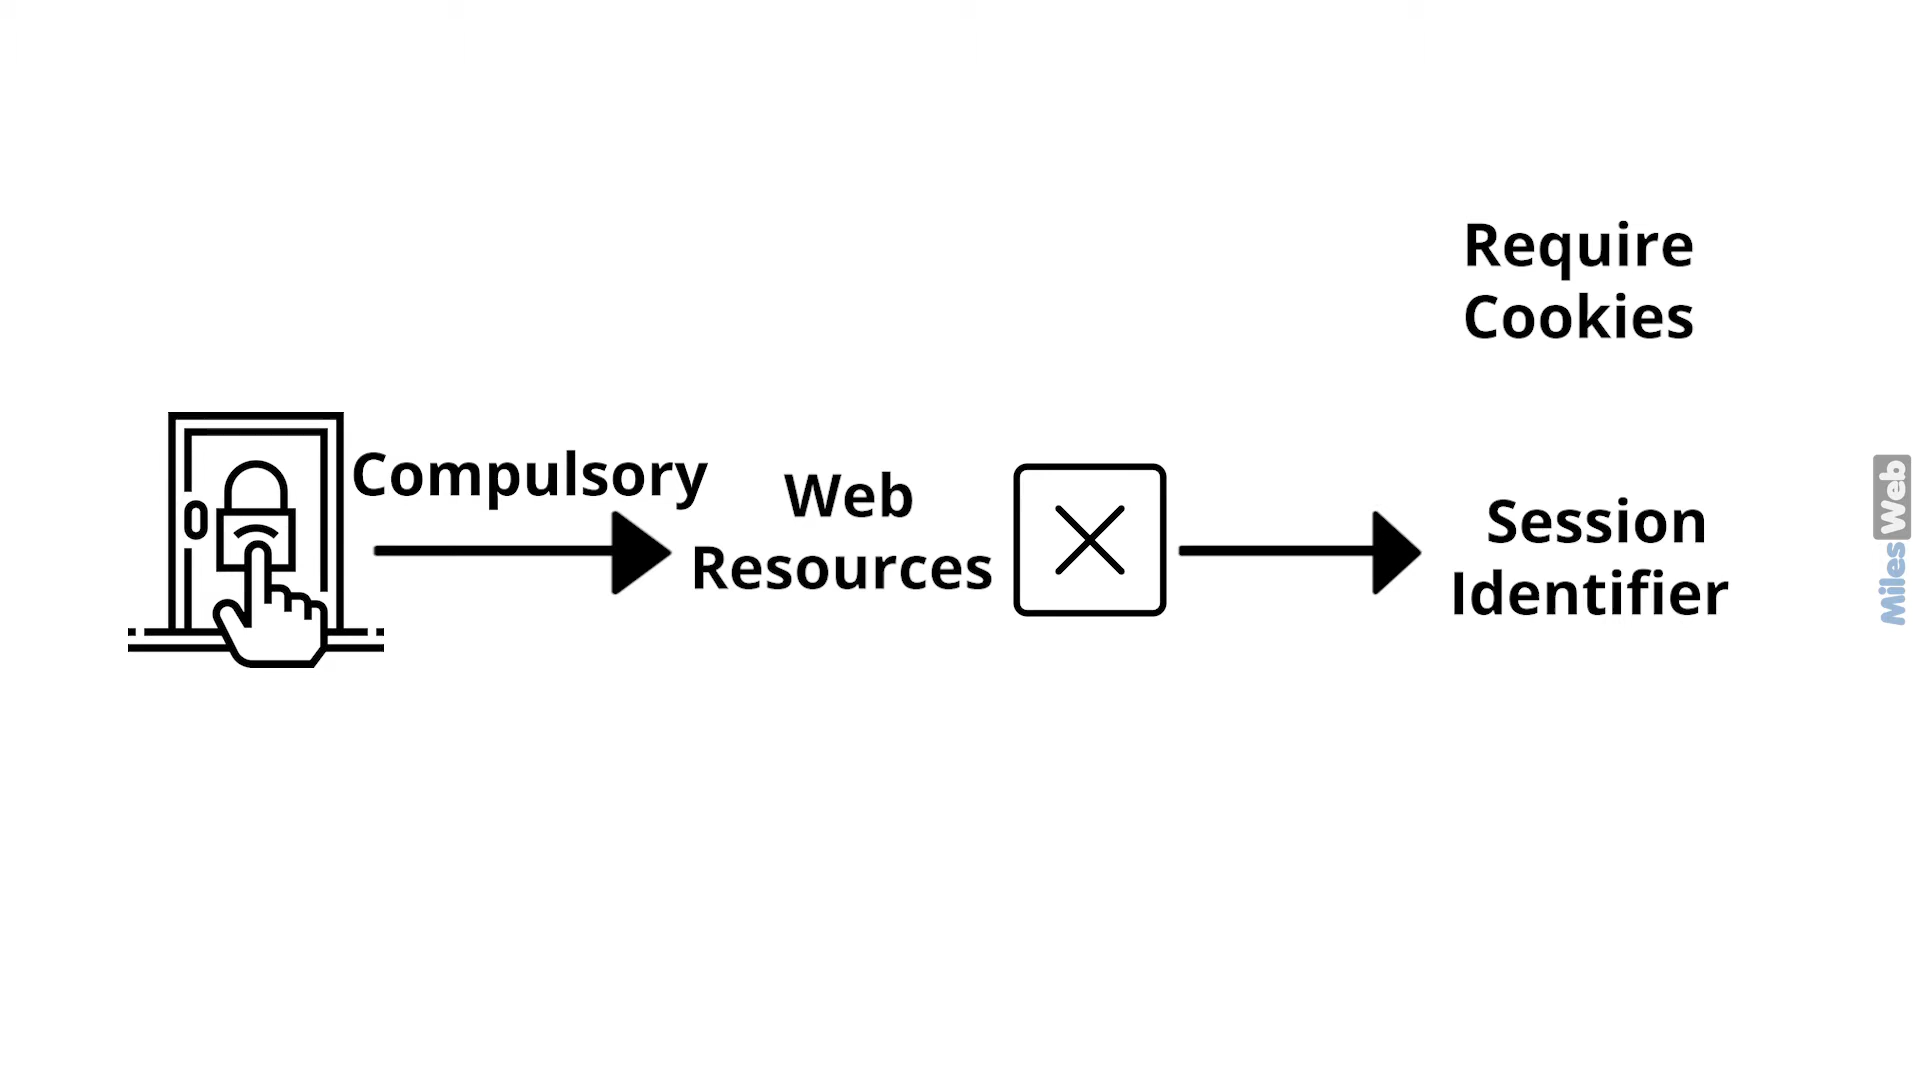 Require
Cookies
Compulsory
Web
Resources
Session
Identifier
MilesWeb